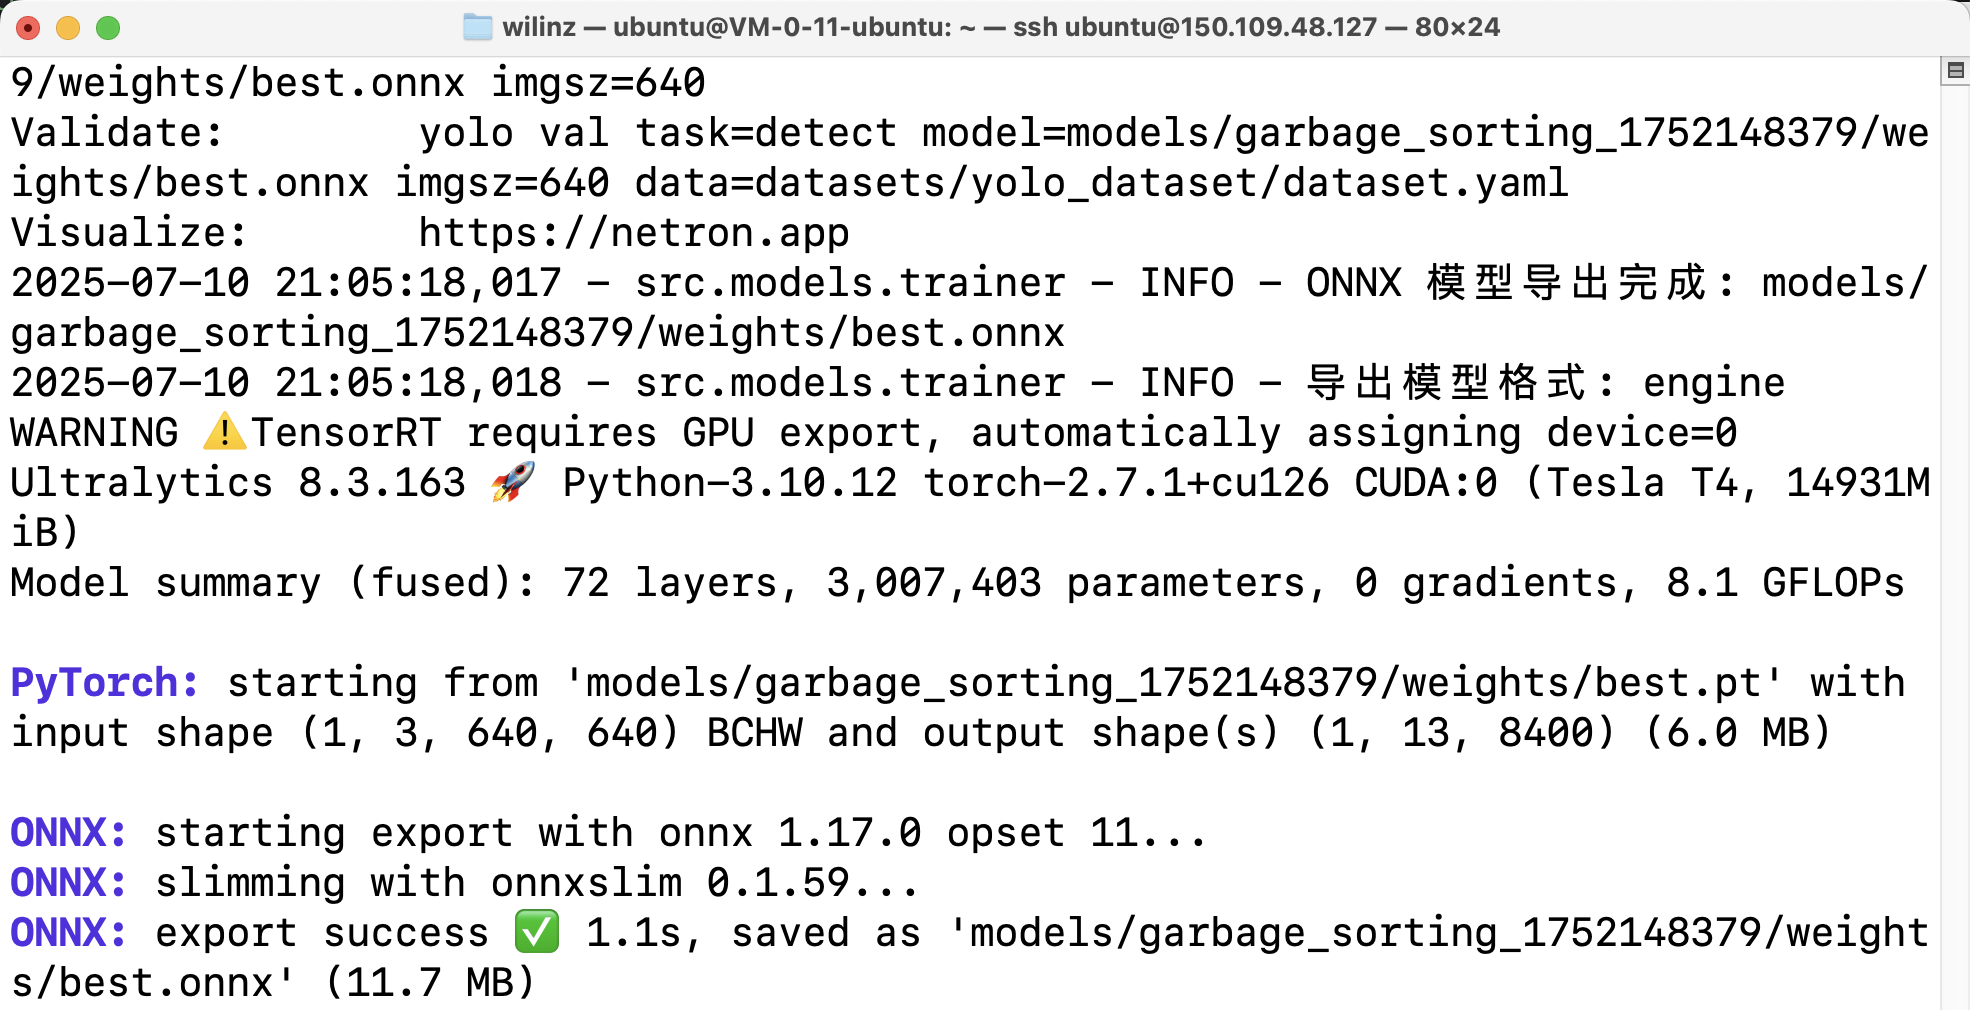 wilinz — ubuntu@VM-0-11-ubuntu: ~ — ssh ubuntu@150.109.48.127 — 80×24
9/weights/best.onnx imgsz=640
Validate:        yolo val task=detect model=models/garbage_sorting_1752148379/we
ights/best.onnx imgsz=640 data=datasets/yolo_dataset/dataset.yaml
Visualize:       https://netron.app
2025-07-10 21:05:18,017 - src.models.trainer - INFO - ONNX 模型导出完成: models/
garbage_sorting_1752148379/weights/best.onnx
2025-07-10 21:05:18,018 - src.models.trainer - INFO - 导出模型格式: engine
WARNING ⚠️TensorRT requires GPU export, automatically assigning device=0
Ultralytics 8.3.163 🚀 Python-3.10.12 torch-2.7.1+cu126 CUDA:0 (Tesla T4, 14931M
iB)
Model summary (fused): 72 layers, 3,007,403 parameters, 0 gradients, 8.1 GFLOPs
PyTorch: starting from 'models/garbage_sorting_1752148379/weights/best.pt' with
input shape (1, 3, 640, 640) BCHW and output shape(s) (1, 13, 8400) (6.0 MB)
ONNX: starting export with onnx 1.17.0 opset 11...
ONNX: slimming with onnxslim 0.1.59...
ONNX: export success ✅ 1.1s, saved as 'models/garbage_sorting_1752148379/weight
s/best.onnx' (11.7 MB)